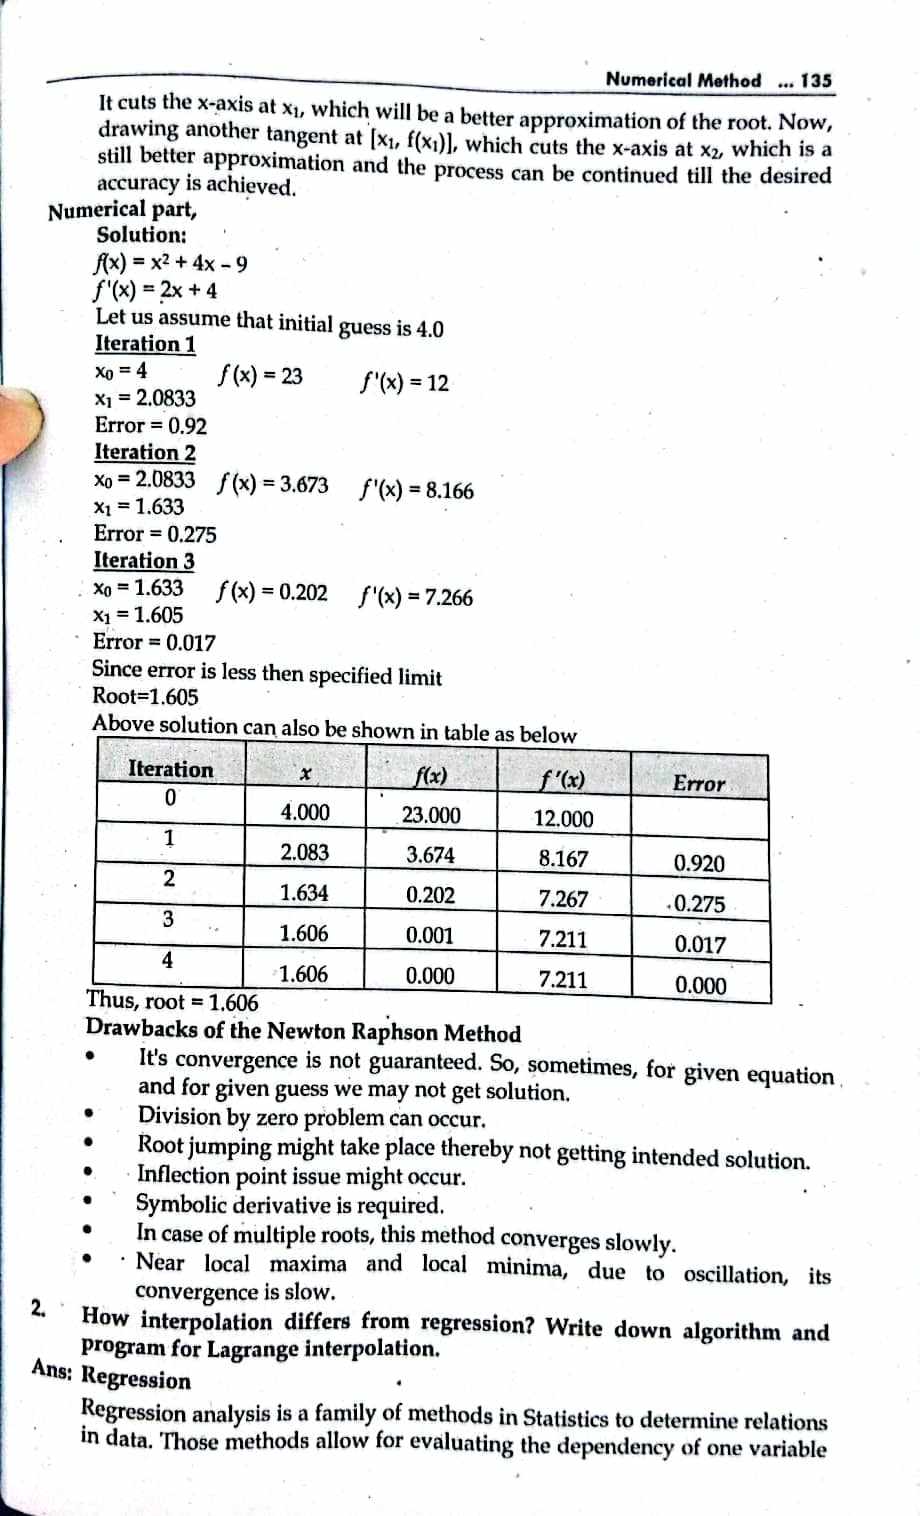 Numerical Method ... 135
It cuts the x-axis at x₁, which will be a better approximation of the root. Now,
drawing another tangent at [x₁, f(x₁)], which cuts the x-axis at x₂, which is a
still better approximation and the process can be continued till the desired
accuracy is achieved.
Numerical part,
Solution:
f(x) = x² + 4x – 9
f'(x) = 2x + 4
Let us assume that initial guess is 4.0
Iteration 1
x₀ = 4 f(x) = 23 f'(x) = 12
x₁ = 2.0833
Error = 0.92
Iteration 2
x₀ = 2.0833 f(x) = 3.673 f'(x) = 8.166
x₁ = 1.633
Error = 0.275
Iteration 3
x₀ = 1.633 f(x) = 0.202 f'(x) = 7.266
x₁ = 1.605
Error = 0.017
Since error is less then specified limit
Root=1.605
Above solution can also be shown in table as below
Iteration x f(x) f'(x) Error
0 4.000 23.000 12.000
1 2.083 3.674 8.167 0.920
2 1.634 0.202 7.267 0.275
3 1.606 0.001 7.211 0.017
4 1.606 0.000 7.211 0.000
Thus, root = 1.606
Drawbacks of the Newton Raphson Method
• It's convergence is not guaranteed. So, sometimes, for given equation
and for given guess we may not get solution.
• Division by zero problem can occur.
• Root jumping might take place thereby not getting intended solution.
• Inflection point issue might occur.
• Symbolic derivative is required.
• In case of multiple roots, this method converges slowly.
• Near local maxima and local minima, due to oscillation, its
convergence is slow.
2. How interpolation differs from regression? Write down algorithm and
program for Lagrange interpolation.
Ans: Regression
Regression analysis is a family of methods in Statistics to determine relations
in data. Those methods allow for evaluating the dependency of one variable